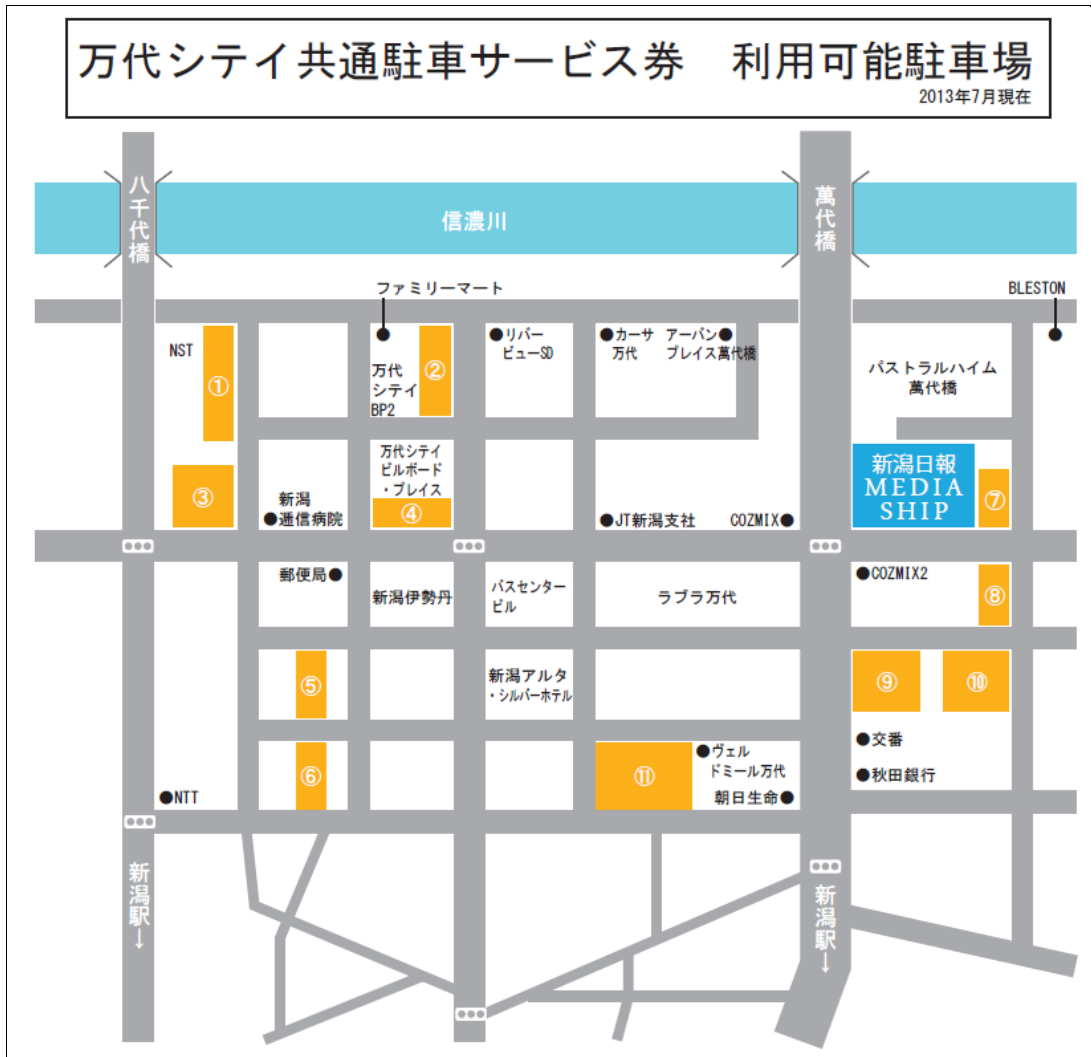 万代シテイ共通駐車サービス券　利用可能駐車場
2013年7月現在
八千代橋
信濃川
萬代橋
ファミリーマート
BLESTON
NST
①
万代
シテイ
BP2
②
●リバー
ビューSD
●カーサ
万代
アーバン●
プレイス萬代橋
パストラルハイム
萬代橋
③
新潟
●逓信病院
万代シテイ
ビルボード
・プレイス
④
●JT新潟支社
COZMIX●
新潟日報
MEDIA
SHIP
⑦
郵便局●
新潟伊勢丹
バスセンター
ビル
ラブラ万代
●COZMIX2
⑧
⑤
新潟アルタ
・シルバーホテル
⑨
⑩
⑥
⑪
●ヴェル
ドミール万代
朝日生命●
●交番
●秋田銀行
●NTT
新潟駅↓
新潟駅↓